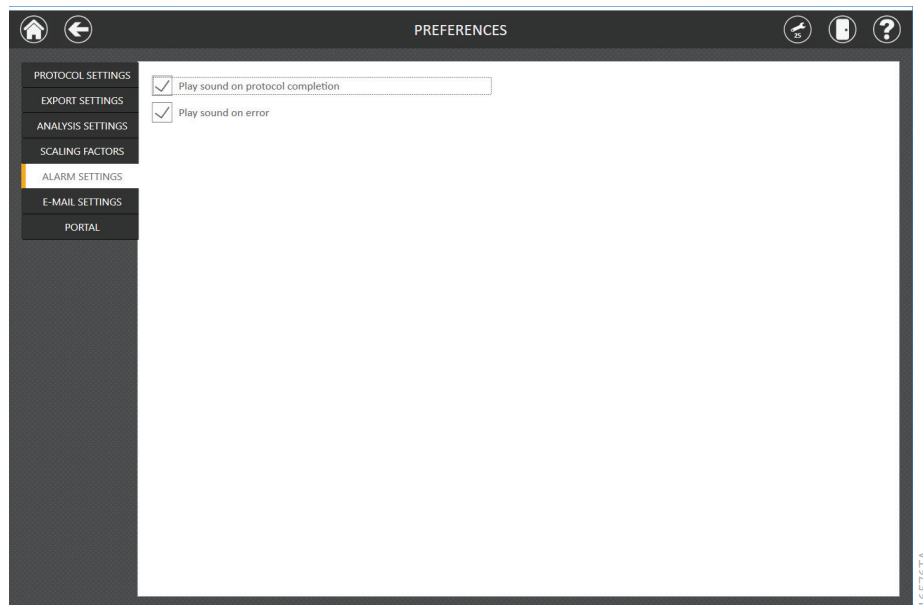 PREFERENCES
25
?
PROTOCOL SETTINGS
EXPORT SETTINGS
ANALYSIS SETTINGS
SCALING FACTORS
ALARM SETTINGS
E-MAIL SETTINGS
PORTAL
Play sound on protocol completion
Play sound on error